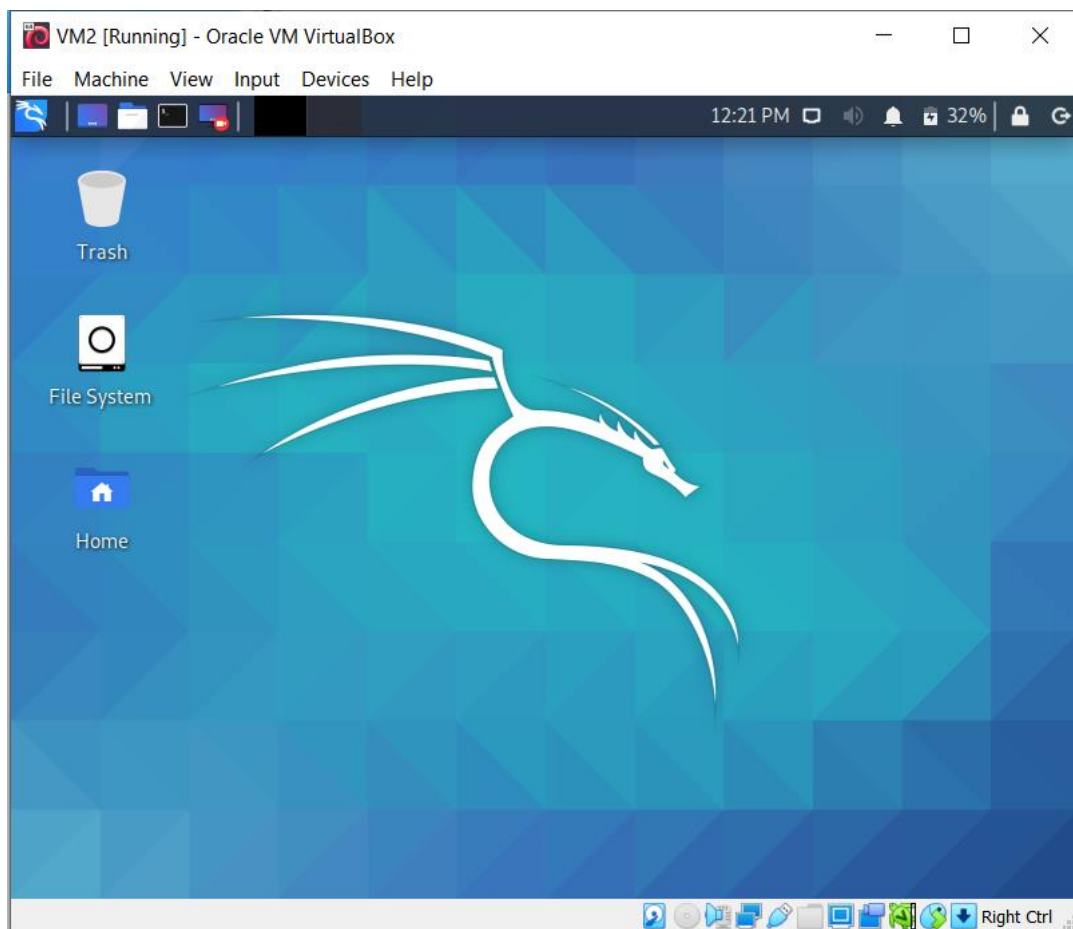 VM2 [Running] - Oracle VM VirtualBox
File Machine View Input Devices Help
12:21 PM 32%
Trash
File System
Home
Right Ctrl